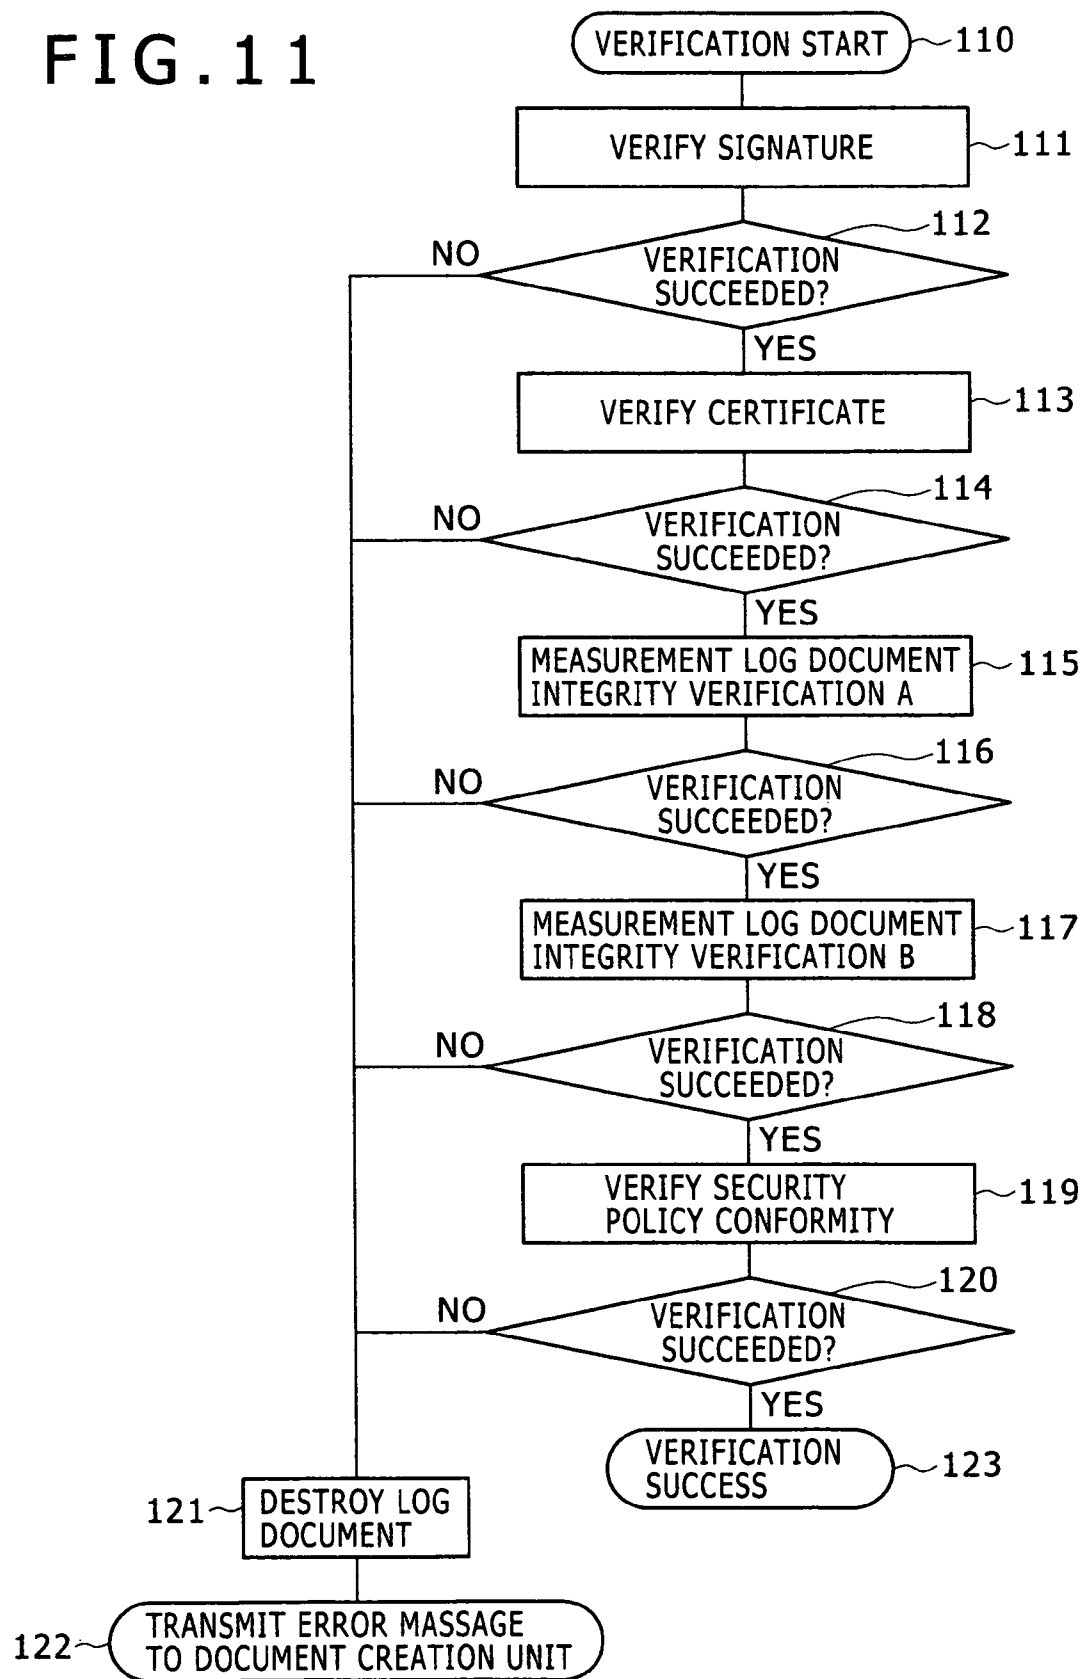 FIG.11
VERIFICATION START
110
VERIFY SIGNATURE
111
112
VERIFICATION
SUCCEEDED?
NO
YES
VERIFY CERTIFICATE
113
114
VERIFICATION
SUCCEEDED?
NO
YES
MEASUREMENT LOG DOCUMENT
INTEGRITY VERIFICATION A
115
116
VERIFICATION
SUCCEEDED?
NO
YES
MEASUREMENT LOG DOCUMENT
INTEGRITY VERIFICATION B
117
118
VERIFICATION
SUCCEEDED?
NO
YES
VERIFY SECURITY
POLICY CONFORMITY
119
120
VERIFICATION
SUCCEEDED?
NO
YES
VERIFICATION
SUCCESS
123
121
DESTROY LOG
DOCUMENT
122
TRANSMIT ERROR MASSAGE
TO DOCUMENT CREATION UNIT